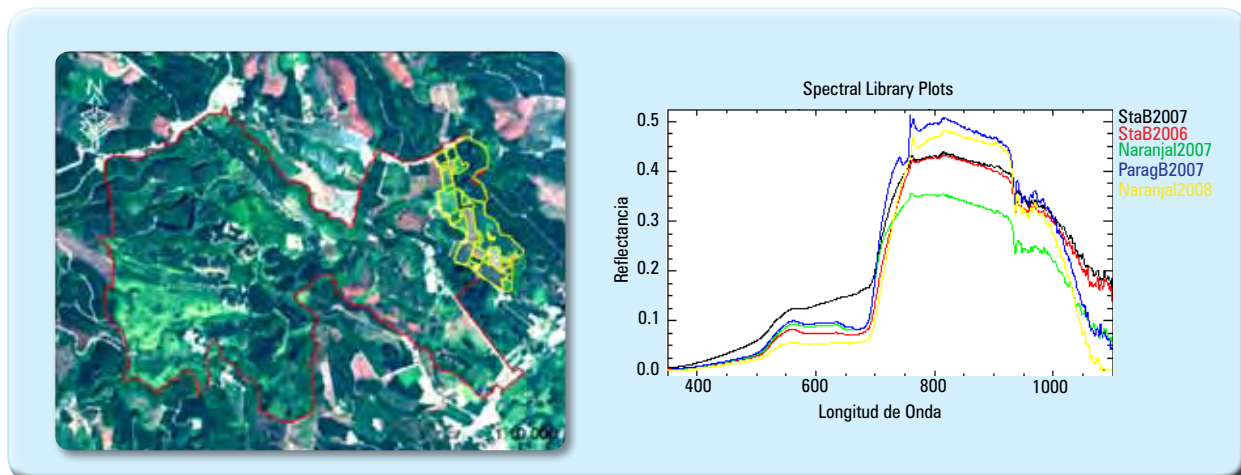 N
1:10.000
Spectral Library Plots
StaB2007
StaB2006
Naranjal2007
ParagB2007
Naranjal2008
Reflectancia
0.5
0.4
0.3
0.2
0.1
0.0
400
600
800
1000
Longitud de Onda